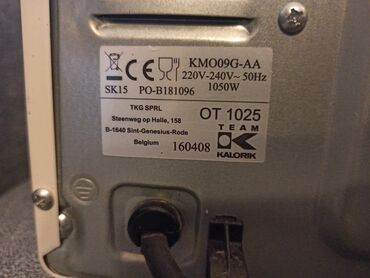 KMO09G-AA
220V-240V~ 50Hz
1050W
SK15 PO-B181096
TKG SPRL
Steenweg op Halle, 158
B-1640 Sint-Genesius-Rode
Belgium
160408
OT 1025
TEAM
K
KALORIK